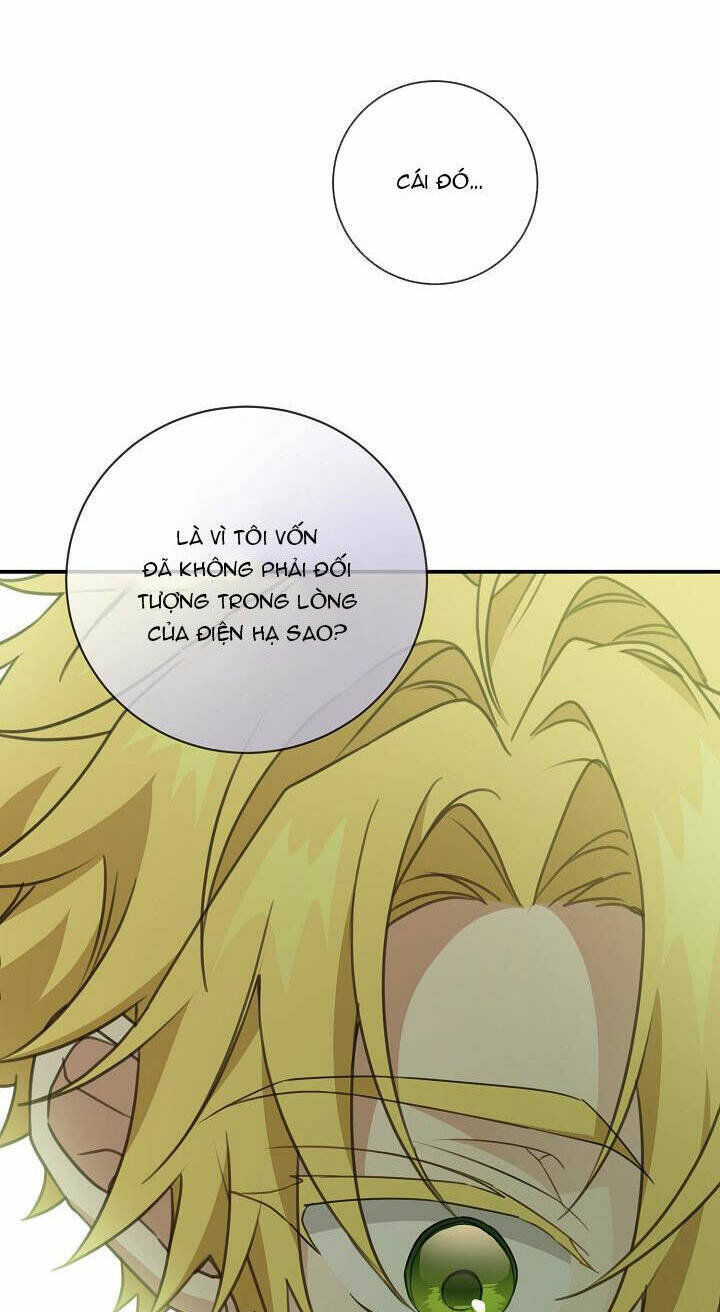 CÁI ĐÓ...
LÀ VÌ TÔI VỐN
ĐÃ KHÔNG PHẢI ĐỐI
TƯỢNG TRONG LÒNG
CỦA ĐIỆN HẠ SAO?